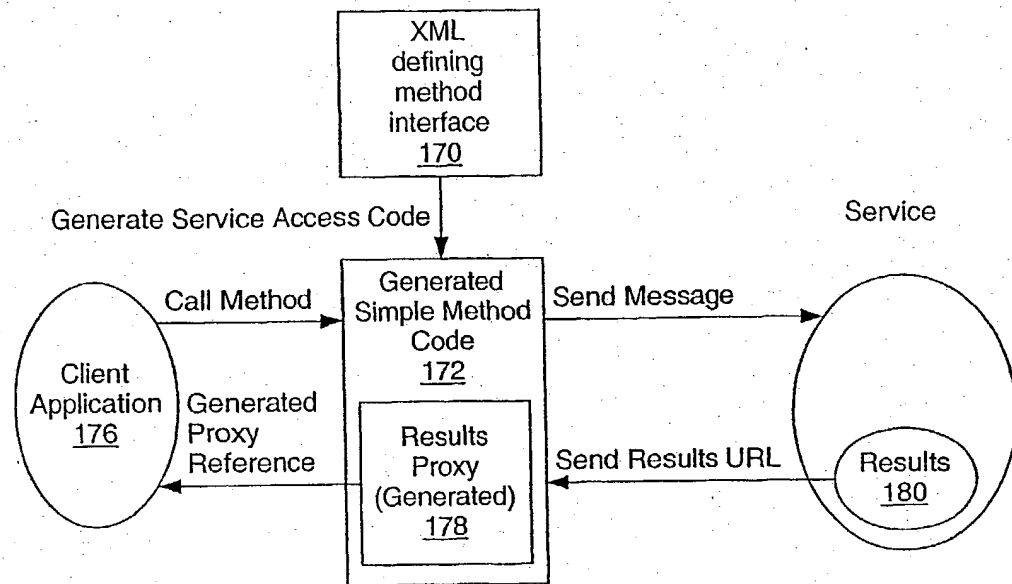 XML
defining
method
interface
170
Generate Service Access Code
Service
Call Method
Generated
Simple Method
Code
172
Send Message
Client
Application
176
Generated
Proxy
Reference
Results
Proxy
(Generated)
178
Send Results URL
Results
180